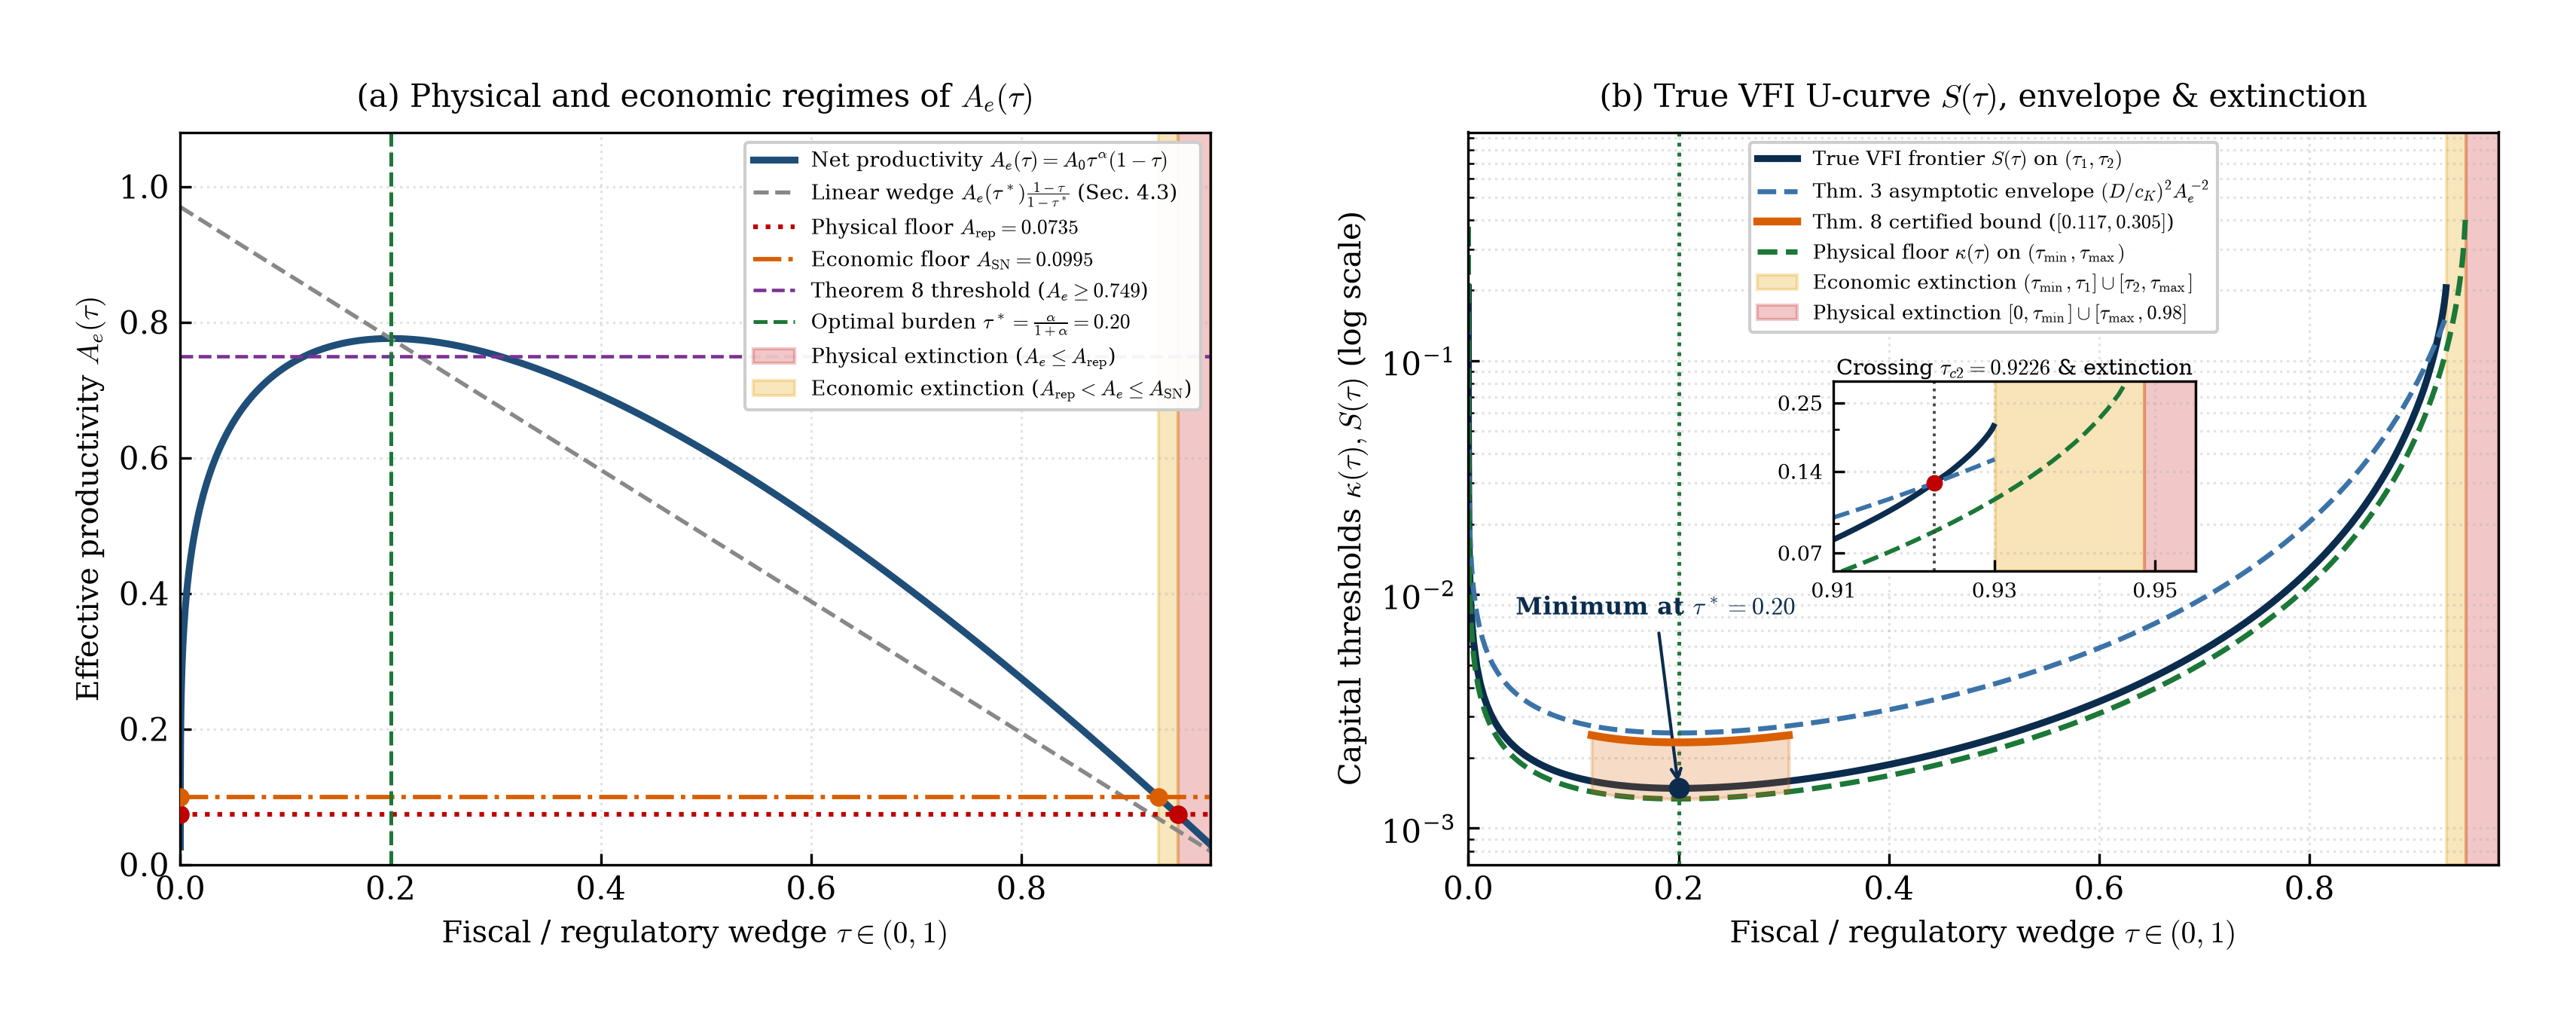 (a) Physical and economic regimes of $A_e(\tau)$
Effective productivity $A_e(\tau)$
1.0
0.8
0.6
0.4
0.2
0.0
0.0 0.2 0.4 0.6 0.8
Fiscal / regulatory wedge $\tau \in (0, 1)$
Net productivity $A_e(\tau) = A_0 \tau^{\alpha}(1 - \tau)$
Linear wedge $A_e(\tau^*) \frac{1-\tau}{1-\tau^*}$ (Sec. 4.3)
Physical floor $A_{\mathrm{rep}} = 0.0735$
Economic floor $A_{\mathrm{SN}} = 0.0995$
Theorem 8 threshold ($A_e \geq 0.749$)
Optimal burden $\tau^* = \frac{\alpha}{1+\alpha} = 0.20$
Physical extinction ($A_e \leq A_{\mathrm{rep}}$)
Economic extinction ($A_{\mathrm{rep}} < A_e \leq A_{\mathrm{SN}}$)
(b) True VFI U-curve $S(\tau)$, envelope & extinction
Capital thresholds $\kappa(\tau), S(\tau)$ (log scale)
$10^{-1}$
$10^{-2}$
$10^{-3}$
0.0 0.2 0.4 0.6 0.8
Fiscal / regulatory wedge $\tau \in (0, 1)$
True VFI frontier $S(\tau)$ on $(\tau_1, \tau_2)$
Thm. 3 asymptotic envelope $(D/c_K)^2 A_e^{-2}$
Thm. 8 certified bound ($[0.117, 0.305]$)
Physical floor $\kappa(\tau)$ on $(\tau_{\min}, \tau_{\max})$
Economic extinction $(\tau_{\min}, \tau_1] \cup [\tau_2, \tau_{\max}]$
Physical extinction $[0, \tau_{\min}] \cup [\tau_{\max}, 0.98]$
Crossing $\tau_{c2} = 0.9226$ & extinction
0.25
0.14
0.07
0.91 0.93 0.95
Minimum at $\tau^* = 0.20$